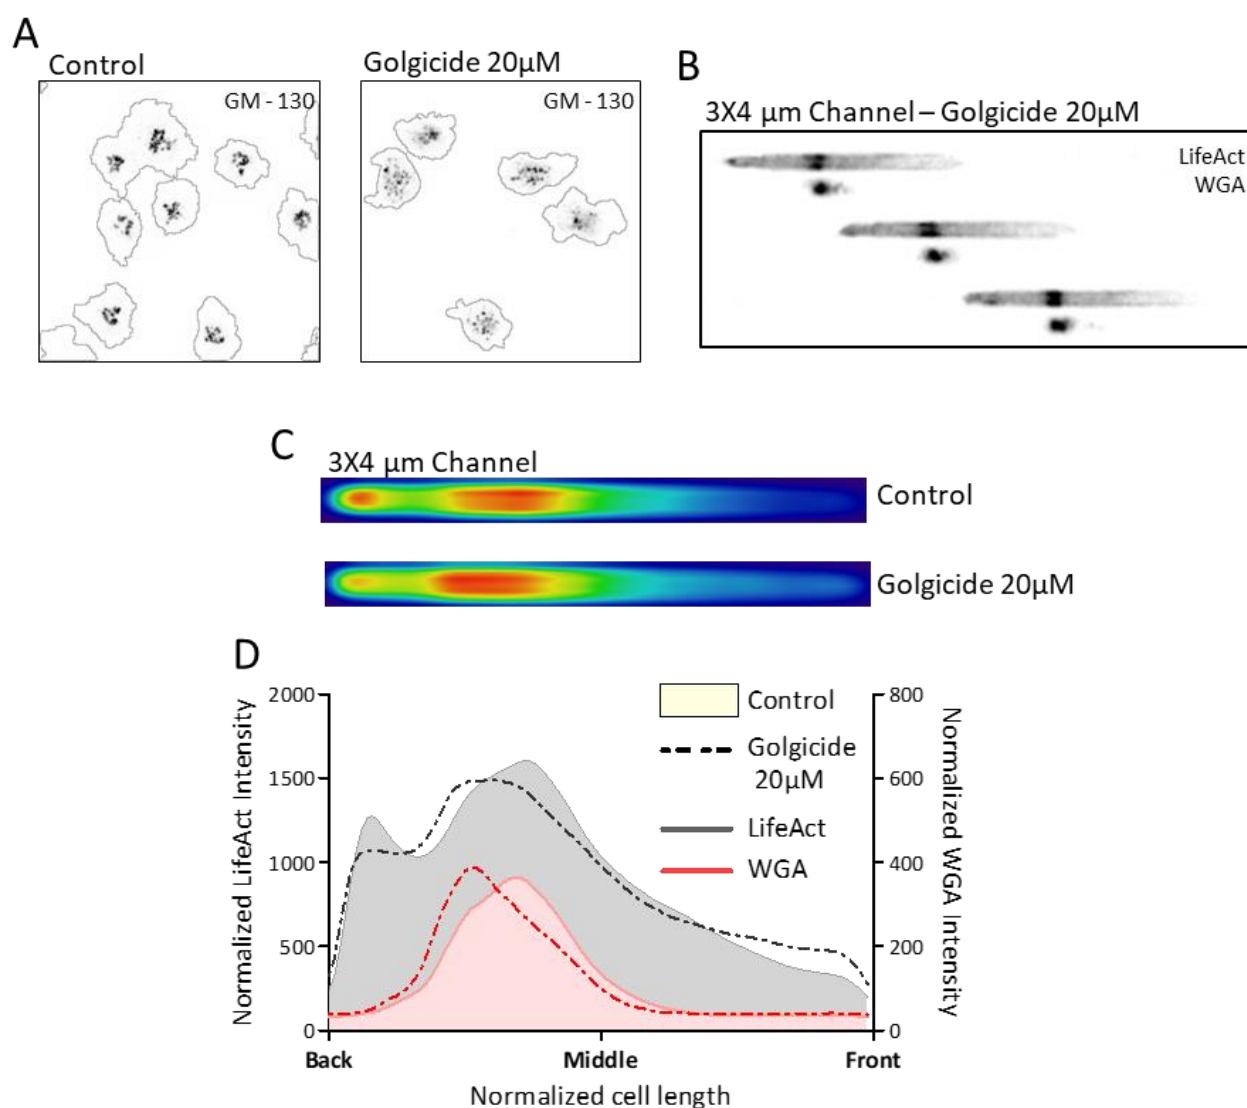 A
Control
GM - 130
Golgicide 20µM
GM - 130
B
3X4 µm Channel – Golgicide 20µM
LifeAct
WGA
C
3X4 µm Channel
Control
Golgicide 20µM
D
Normalized LifeAct Intensity
2000
1500
1000
500
0
Control
Golgicide
20µM
LifeAct
WGA
800
600
400
200
0
Normalized WGA Intensity
Back
Middle
Front
Normalized cell length